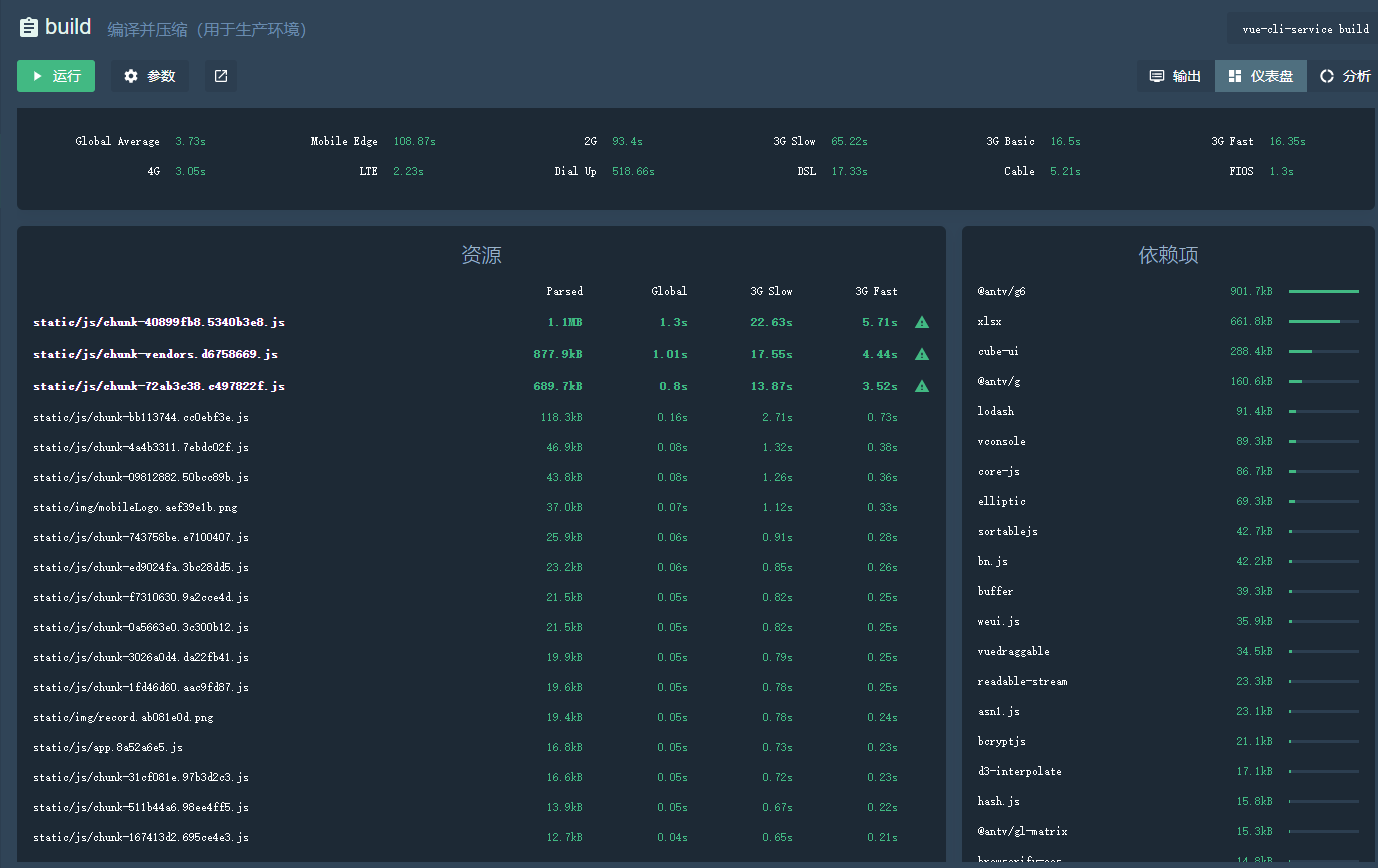 build 编译并压缩（用于生产环境） vue-cli-service build
运行 参数 输出 仪表盘 分析
Global Average 3.73s Mobile Edge 108.87s 2G 93.4s 3G Slow 65.22s 3G Basic 16.5s 3G Fast 16.35s
4G 3.05s LTE 2.23s Dial Up 518.66s DSL 17.33s Cable 5.21s FIOS 1.3s
资源
Parsed Global 3G Slow 3G Fast
static/js/chunk-40899fb8.5340b3e8.js 1.1MB 1.3s 22.63s 5.71s
static/js/chunk-vendors.d6758669.js 877.9kB 1.01s 17.55s 4.44s
static/js/chunk-72ab3c38.c497822f.js 689.7kB 0.8s 13.87s 3.52s
static/js/chunk-bb113744.cc0ebf3e.js 118.3kB 0.16s 2.71s 0.73s
static/js/chunk-4a4b3311.7ebdc02f.js 46.9kB 0.08s 1.32s 0.38s
static/js/chunk-09812882.50bcc89b.js 43.8kB 0.08s 1.26s 0.36s
static/img/mobileLogo.aef39e1b.png 37.0kB 0.07s 1.12s 0.33s
static/js/chunk-743758be.e7100407.js 25.9kB 0.06s 0.91s 0.28s
static/js/chunk-ed9024fa.3bc28dd5.js 23.2kB 0.06s 0.85s 0.26s
static/js/chunk-f7310630.9a2cce4d.js 21.5kB 0.05s 0.82s 0.25s
static/js/chunk-0a5663e0.3c300b12.js 21.5kB 0.05s 0.82s 0.25s
static/js/chunk-3026a0d4.da22fb41.js 19.9kB 0.05s 0.79s 0.25s
static/js/chunk-1fd46d60.aac9fd87.js 19.6kB 0.05s 0.78s 0.25s
static/img/record.ab081e0d.png 19.4kB 0.05s 0.78s 0.24s
static/js/app.8a52a6e5.js 16.8kB 0.05s 0.73s 0.23s
static/js/chunk-31cf081e.97b3d2c3.js 16.6kB 0.05s 0.72s 0.23s
static/js/chunk-511b44a6.98ee4ff5.js 13.9kB 0.05s 0.67s 0.22s
static/js/chunk-167413d2.695ce4e3.js 12.7kB 0.04s 0.65s 0.21s
依赖项
@antv/g6 901.7kB
xlsx 661.8kB
cube-ui 288.4kB
@antv/g 160.6kB
lodash 91.4kB
vconsole 89.3kB
core-js 86.7kB
elliptic 69.3kB
sortablejs 42.7kB
bn.js 42.2kB
buffer 39.3kB
weui.js 35.9kB
vuedraggable 34.5kB
readable-stream 23.3kB
asn1.js 23.1kB
bcryptjs 21.1kB
d3-interpolate 17.1kB
hash.js 15.8kB
@antv/gl-matrix 15.3kB